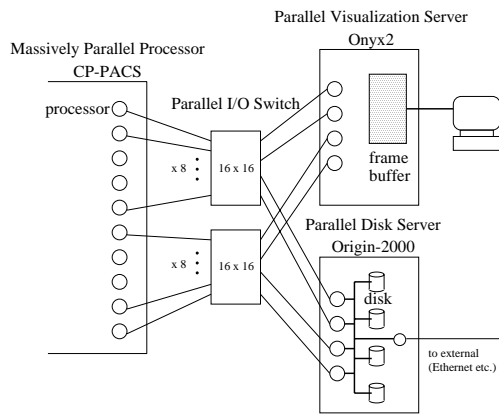 Parallel Visualization Server
Onyx2
Massively Parallel Processor
CP-PACS
processor
Parallel I/O Switch
x 8
16 x 16
frame
buffer
x 8
16 x 16
Parallel Disk Server
Origin-2000
disk
to external
(Ethernet etc.)